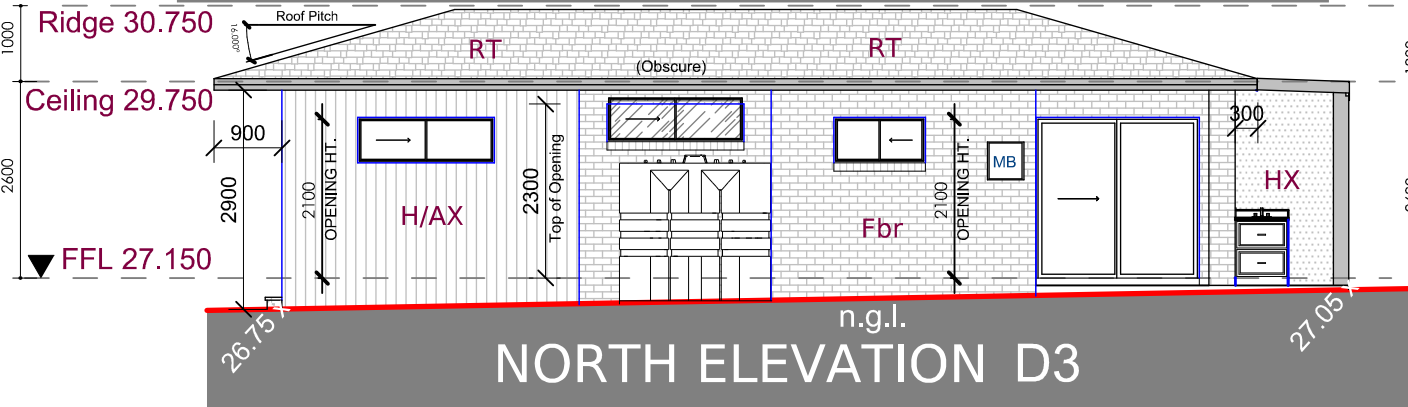 Ridge 30.750
Roof Pitch
16.000°
1000
RT
RT
(Obscure)
Ceiling 29.750
900
300
2600
2900
2100
OPENING HT.
H/AX
2300
Top of Opening
Fbr
2100
OPENING HT.
MB
HX
FFL 27.150
26.75 x
n.g.l.
27.05 x
NORTH ELEVATION D3